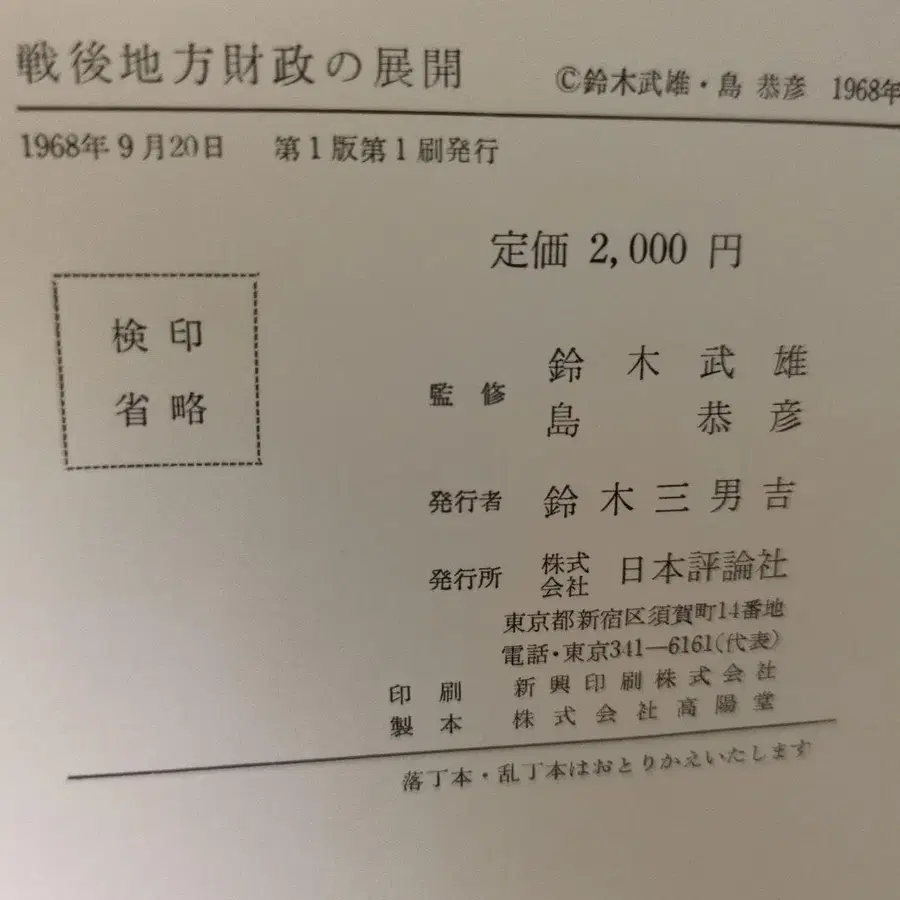 戦後地方財政の展開 ©鈴木武雄・島 恭彦 1968年
1968年9月20日 第1版第1刷発行
定価 2,000 円
検印
省略
監修 鈴木武雄
島 恭彦
発行者 鈴木三男吉
発行所 株式会社 日本評論社
東京都新宿区須賀町14番地
電話・東京341―6161(代表)
印刷 新興印刷株式会社
製本 株式会社高陽堂
落丁本・乱丁本はおとりかえいたします